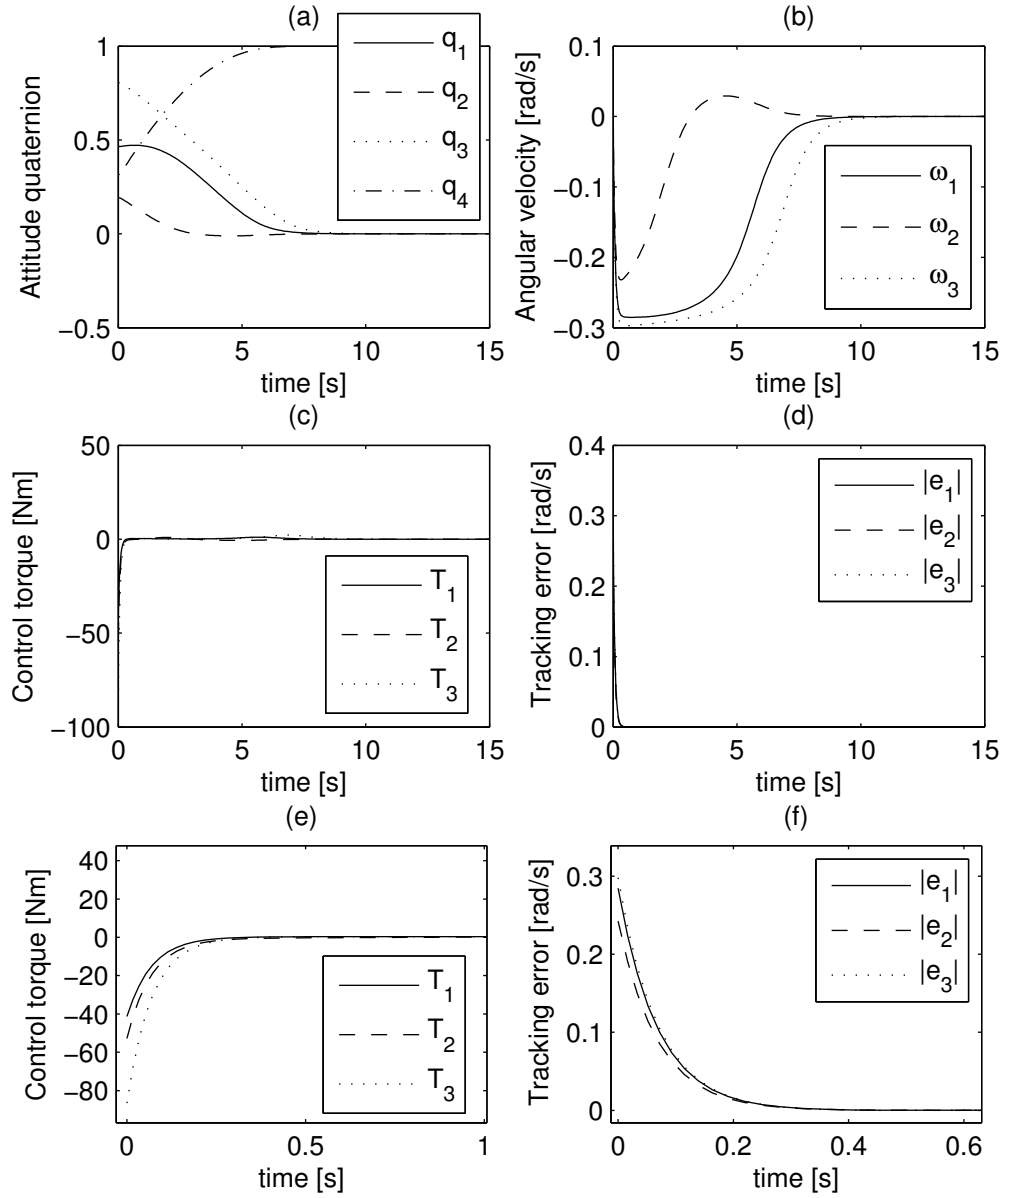 (a)
Attitude quaternion
1
0.5
0
−0.5
0
5
10
15
time [s]
q1
q2
q3
q4
(b)
Angular velocity [rad/s]
0.1
0
−0.1
−0.2
−0.3
0
5
10
15
time [s]
ω1
ω2
ω3
(c)
Control torque [Nm]
50
0
−50
−100
0
5
10
15
time [s]
T1
T2
T3
(d)
Tracking error [rad/s]
0.4
0.3
0.2
0.1
0
0
5
10
15
time [s]
|e1|
|e2|
|e3|
(e)
Control torque [Nm]
40
20
0
−20
−40
−60
−80
0
0.5
1
time [s]
T1
T2
T3
(f)
Tracking error [rad/s]
0.3
0.2
0.1
0
0
0.2
0.4
0.6
time [s]
|e1|
|e2|
|e3|